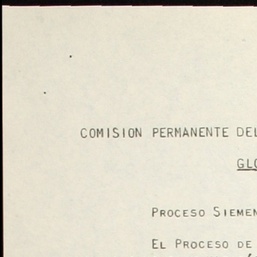 COMISION PERMANENTE DEL
GLO
PROCESO SIEMEN
EL PROCESO DE